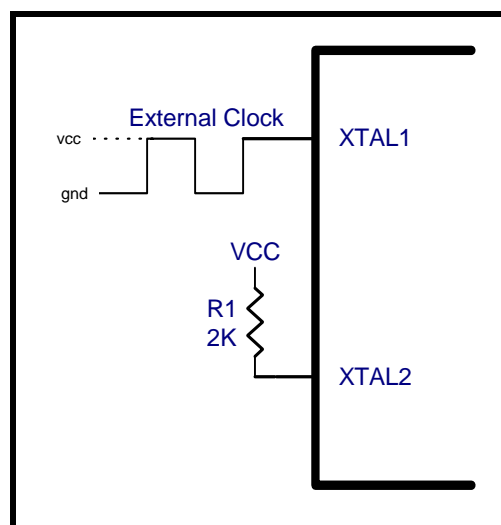 External Clock
vcc
XTAL1
gnd
VCC
R1
2K
XTAL2